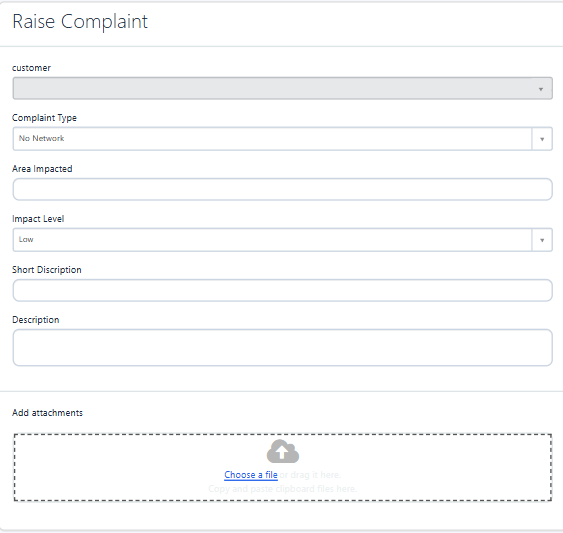 Raise Complaint
customer
Complaint Type
No Network
Area Impacted
Impact Level
Low
Short Discription
Description
Add attachments
Choose a file or drag it here.
Copy and paste clipboard files here.